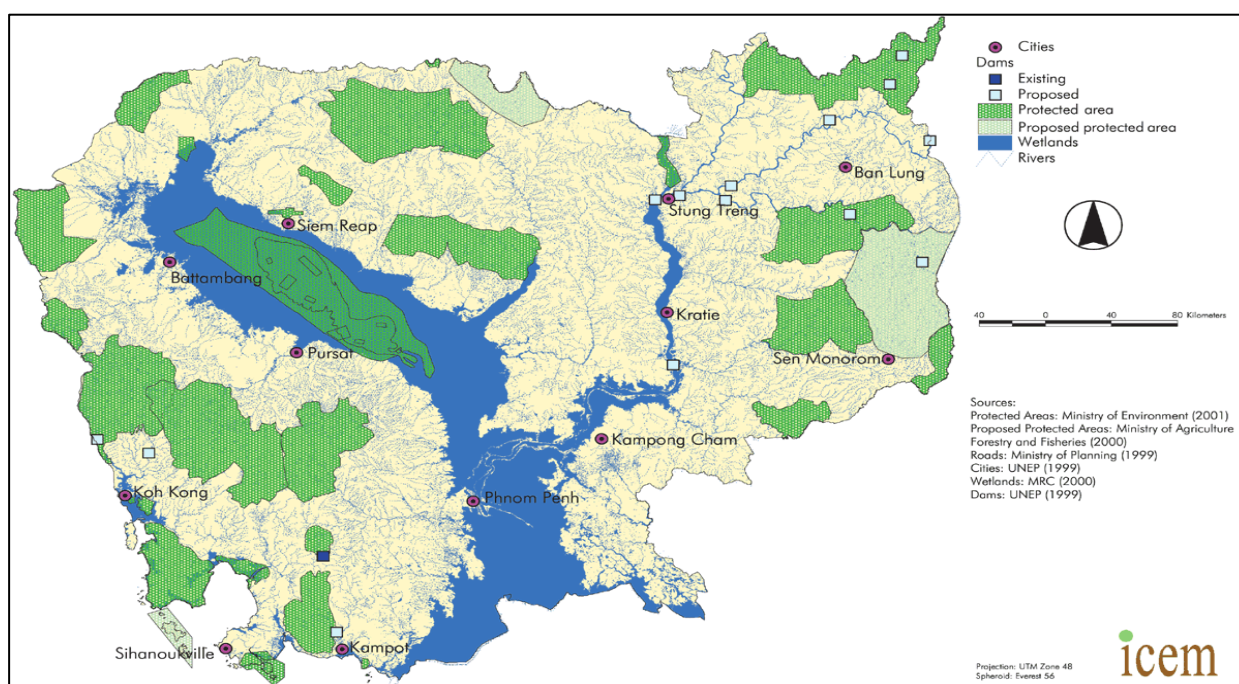 Cities
Dams
Existing
Proposed
Protected area
Proposed protected area
Wetlands
Rivers
Ban Lung
Stung Treng
Siem Reap
Battambang
Kratie
Pursat
Sen Monorom
Kampong Cham
Koh Kong
Phnom Penh
Sihanoukville
Kampot
40 0 40 80 Kilometers
Sources:
Protected Areas: Ministry of Environment (2001)
Proposed Protected Areas: Ministry of Agriculture
Forestry and Fisheries (2000)
Roads: Ministry of Planning (1999)
Cities: UNEP (1999)
Wetlands: MRC (2000)
Dams: UNEP (1999)
Projection: UTM Zone 48
Spheroid: Everest 56
icem